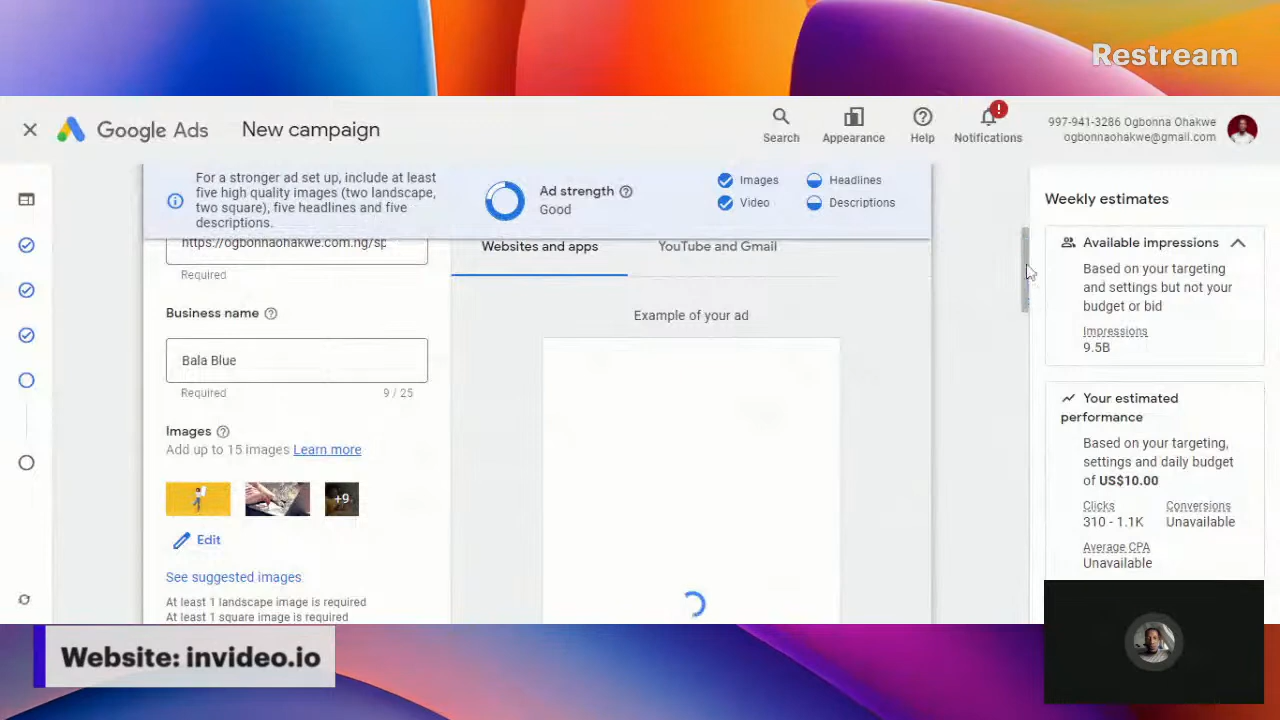 Restream
Google Ads
New campaign
Search
Appearance
Help
Notifications
997-941-3286 Ogbonna Ohakwe
ogbonnaohakwe@gmail.com
For a stronger ad set up, include at least
five high quality images (two landscape,
two square), five headlines and five
descriptions.
Ad strength
Good
Images
Headlines
Video
Descriptions
https://ogbonnaohakwe.com.ng/sp
Required
Business name
Bala Blue
Required
9 / 25
Images
Add up to 15 images Learn more
+9
Edit
See suggested images
At least 1 landscape image is required
At least 1 square image is required
Websites and apps
YouTube and Gmail
Example of your ad
Weekly estimates
Available impressions
Based on your targeting
and settings but not your
budget or bid
Impressions
9.5B
Your estimated
performance
Based on your targeting,
settings and daily budget
of US$10.00
Clicks
Conversions
310 - 1.1K
Unavailable
Average CPA
Unavailable
Website: invideo.io